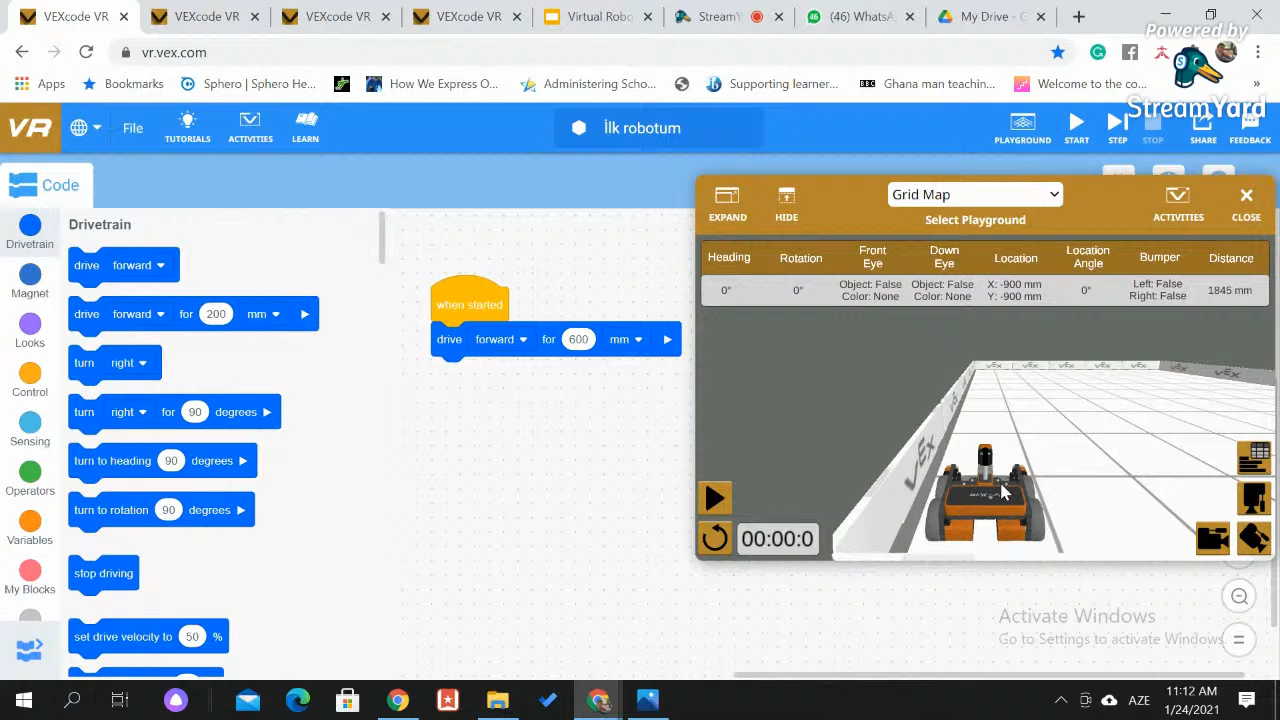 VEXcode VR
VEXcode VR
VEXcode VR
VEXcode VR
Virtual Robo
StreamY
(46) WhatsA
My Drive - G
vr.vex.com
Powered by
StreamYard
Apps
Bookmarks
Sphero | Sphero He...
How We Express O...
Administering Scho...
Supporting learner...
Ghana man teachin...
Welcome to the co...
VR
File
TUTORIALS
ACTIVITIES
LEARN
İlk robotum
PLAYGROUND
START
STEP
STOP
SHARE
FEEDBACK
Code
Drivetrain
Magnet
Looks
Control
Sensing
Operators
Variables
My Blocks
Drivetrain
drive forward
drive forward for 200 mm
turn right
turn right for 90 degrees
turn to heading 90 degrees
turn to rotation 90 degrees
stop driving
set drive velocity to 50 %
when started
drive forward for 600 mm
EXPAND
HIDE
Grid Map
Select Playground
ACTIVITIES
CLOSE
Heading Rotation Front Eye Down Eye Location Location Angle Bumper Distance
0° 0° Object: False Object: False X: -900 mm 0° Left: False 1845 mm
Color: None Color: None Y: -900 mm Right: False
VEX
00:00:0
Activate Windows
Go to Settings to activate Windows.
AZE
11:12 AM
1/24/2021